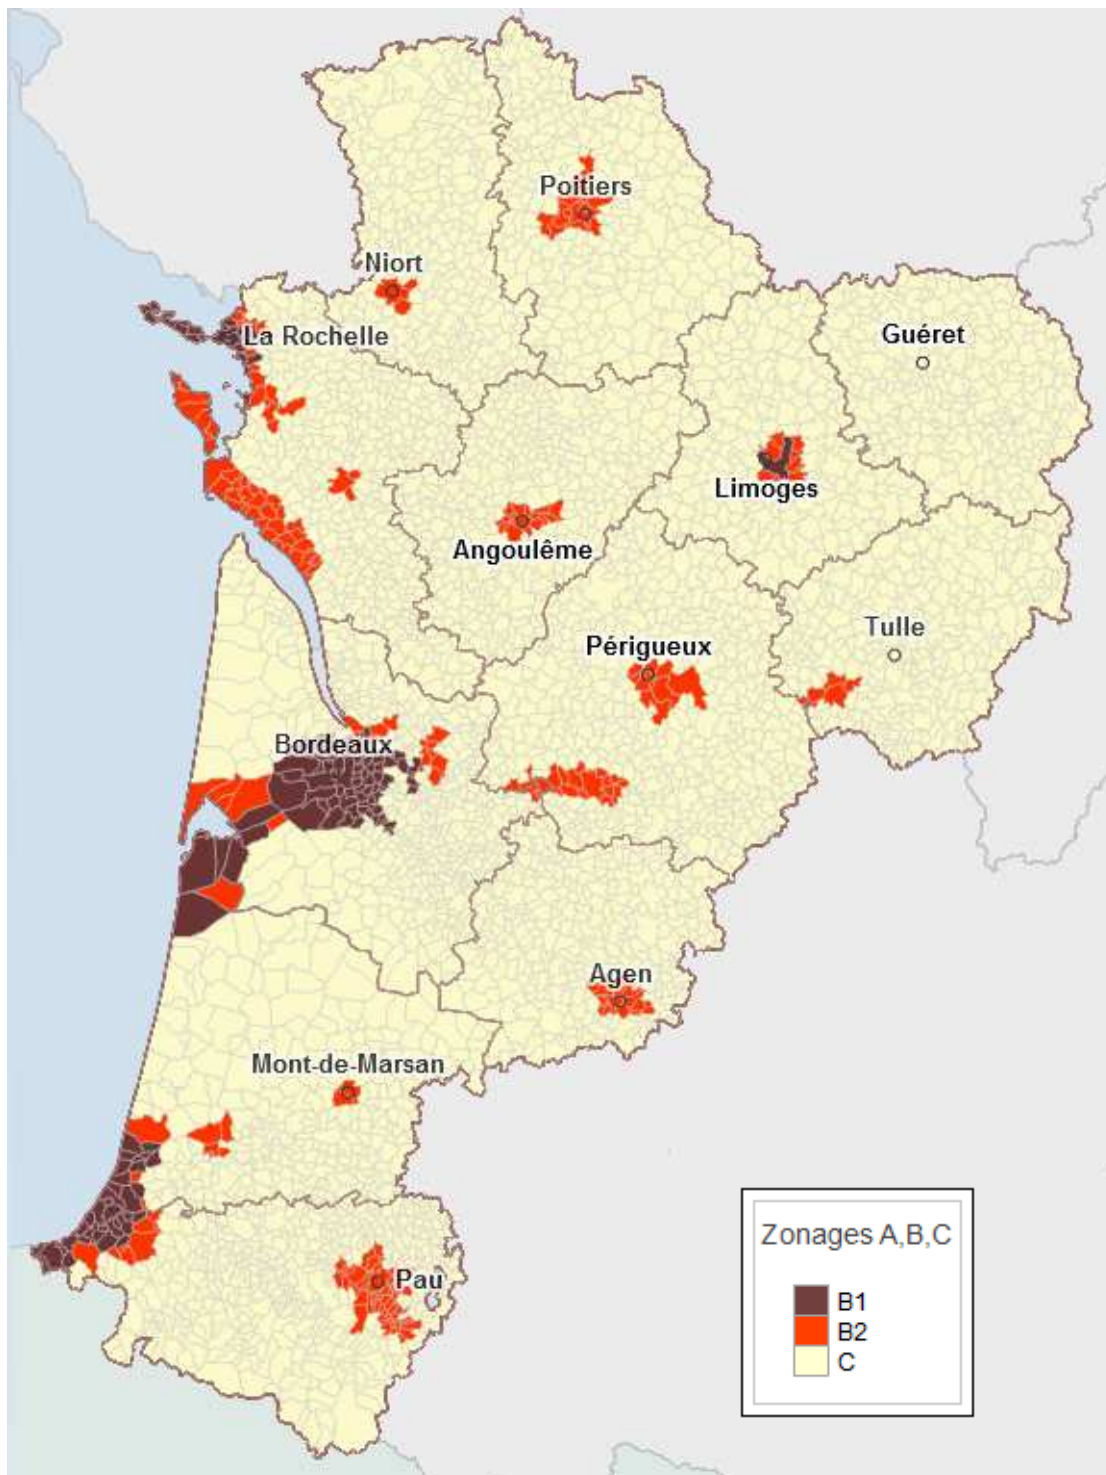 Poitiers
Niort
La Rochelle
Guéret
Limoges
Angoulême
Tulle
Périgueux
Bordeaux
Agen
Mont-de-Marsan
Pau
Zonages A,B,C
B1
B2
C